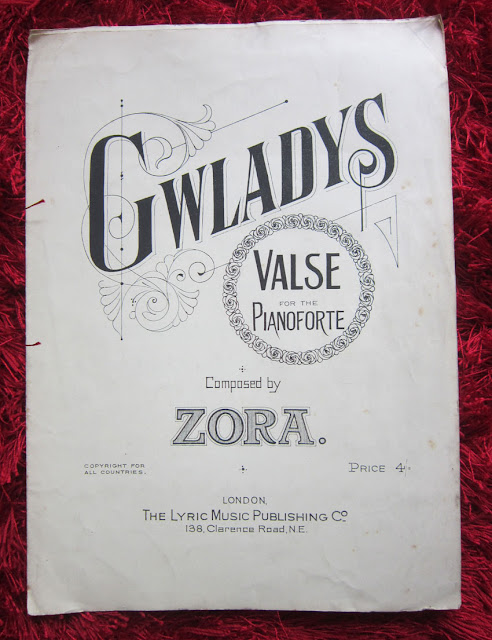 GWLADYS
VALSE
FOR THE
PIANOFORTE
Composed by
ZORA.
COPYRIGHT FOR
ALL COUNTRIES.
PRICE 4/-
LONDON,
THE LYRIC MUSIC PUBLISHING Co.
138, Clarence Road, N.E.